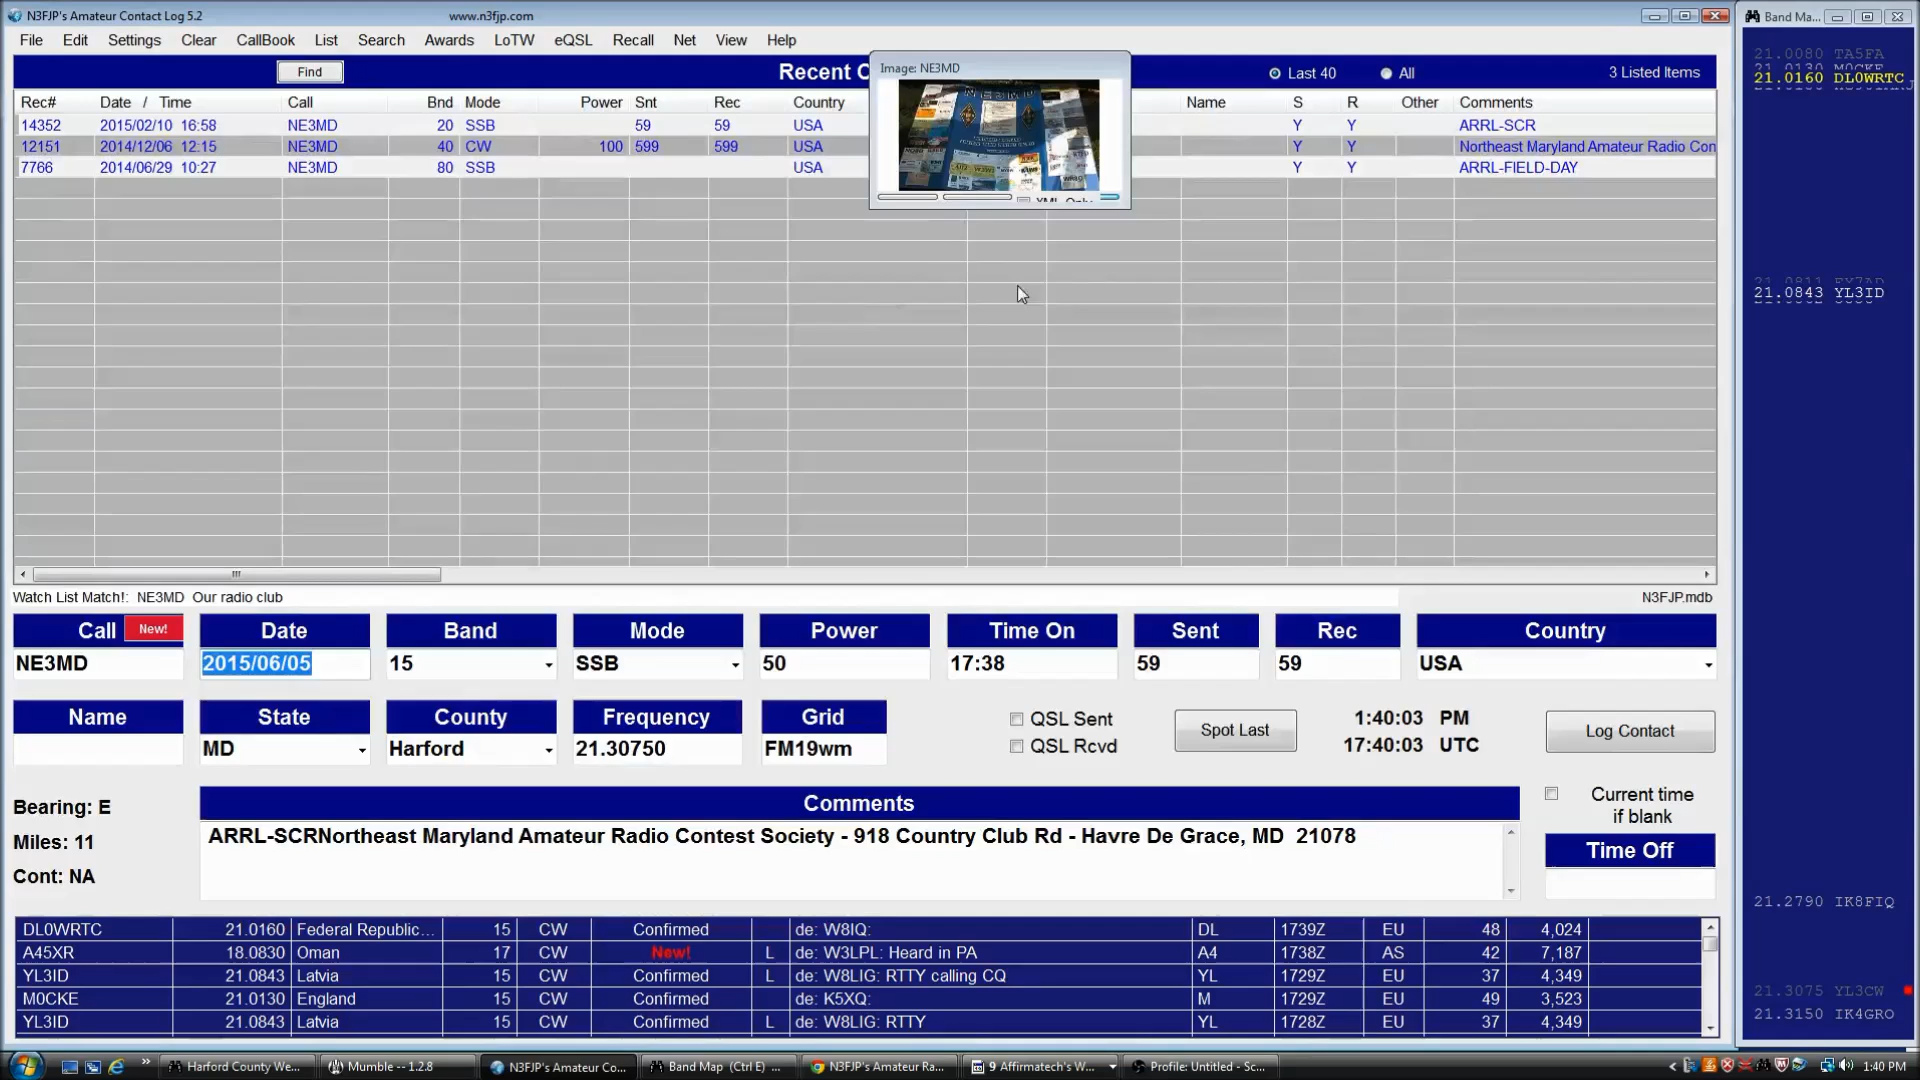 N3FJP's Amateur Contact Log 5.2 www.n3fjp.com
Band Ma...
File Edit Settings Clear CallBook List Search Awards LoTW eQSL Recall Net View Help
Find Recent C Last 40 All 3 Listed Items
Image: NE3MD
NE3MD
Rec# Date / Time Call Bnd Mode Power Snt Rec Country Name S R Other Comments
14352 2015/02/10 16:58 NE3MD 20 SSB 59 59 USA Y Y ARRL-SCR
12151 2014/12/06 12:15 NE3MD 40 CW 100 599 599 USA Y Y Northeast Maryland Amateur Radio Con
7766 2014/06/29 10:27 NE3MD 80 SSB USA Y Y ARRL-FIELD-DAY
XML Only
21.0080 TA5FA
21.0130 M0CKE
21.0160 DL0WRTC
21.0843 YL3ID
21.2790 IK8FIQ
21.3075 YL3CW
21.3150 IK4GRO
Watch List Match!: NE3MD Our radio club N3FJP.mdb
Call New! Date Band Mode Power Time On Sent Rec Country
NE3MD 2015/06/05 15 SSB 50 17:38 59 59 USA
Name State County Frequency Grid
MD Harford 21.30750 FM19wm
QSL Sent
QSL Rcvd
Spot Last
1:40:03 PM
17:40:03 UTC
Log Contact
Bearing: E
Miles: 11
Cont: NA
Comments
ARRL-SCRNortheast Maryland Amateur Radio Contest Society - 918 Country Club Rd - Havre De Grace, MD 21078
Current time
if blank
Time Off
DL0WRTC 21.0160 Federal Republic... 15 CW Confirmed de: W8IQ: DL 1739Z EU 48 4,024
A45XR 18.0830 Oman 17 CW New! L de: W3LPL: Heard in PA A4 1738Z AS 42 7,187
YL3ID 21.0843 Latvia 15 CW Confirmed L de: W8LIG: RTTY calling CQ YL 1729Z EU 37 4,349
M0CKE 21.0130 England 15 CW Confirmed de: K5XQ: M 1729Z EU 49 3,523
YL3ID 21.0843 Latvia 15 CW Confirmed L de: W8LIG: RTTY YL 1728Z EU 37 4,349
Harford County We... Mumble -- 1.2.8 N3FJP's Amateur Co... Band Map (Ctrl E) ... N3FJP's Amateur Ra... 9 Affirmatech's W... Profile: Untitled - Sc... 1:40 PM